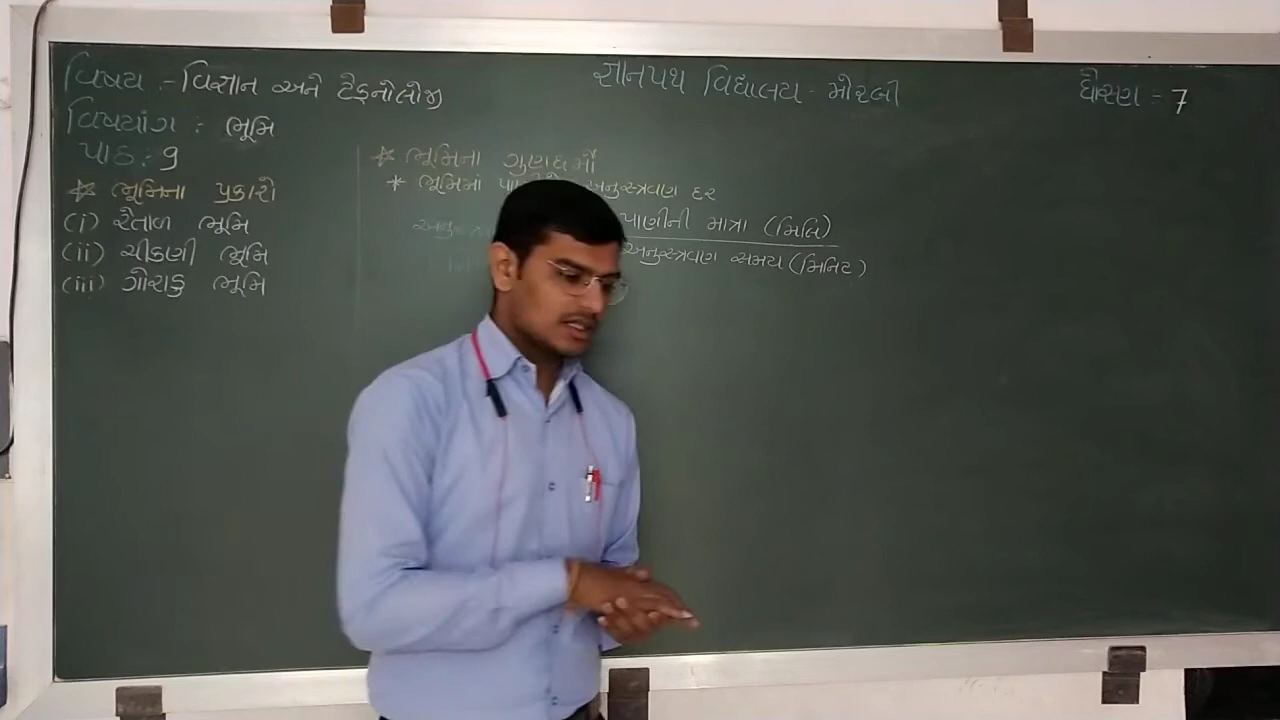 વિષય :- વિજ્ઞાન અને ટેકનોલોજી
જ્ઞાનપથ વિદ્યાલય - મોરબી
ધોરણ - 7
વિષયાંગ : ભૂમિ
પાઠ : 9
* ભૂમિના પ્રકારો
(i) રેતાળ ભૂમિ
(ii) ચીકણી ભૂમિ
(iii) ગોરાડુ ભૂમિ
* ભૂમિના ગુણધર્મો
* ભૂમિમાં અનુસ્ત્રવણ દર
પાણીની માત્રા (મિલિ)
અનુસ્ત્રવણ સમય (મિનિટ)